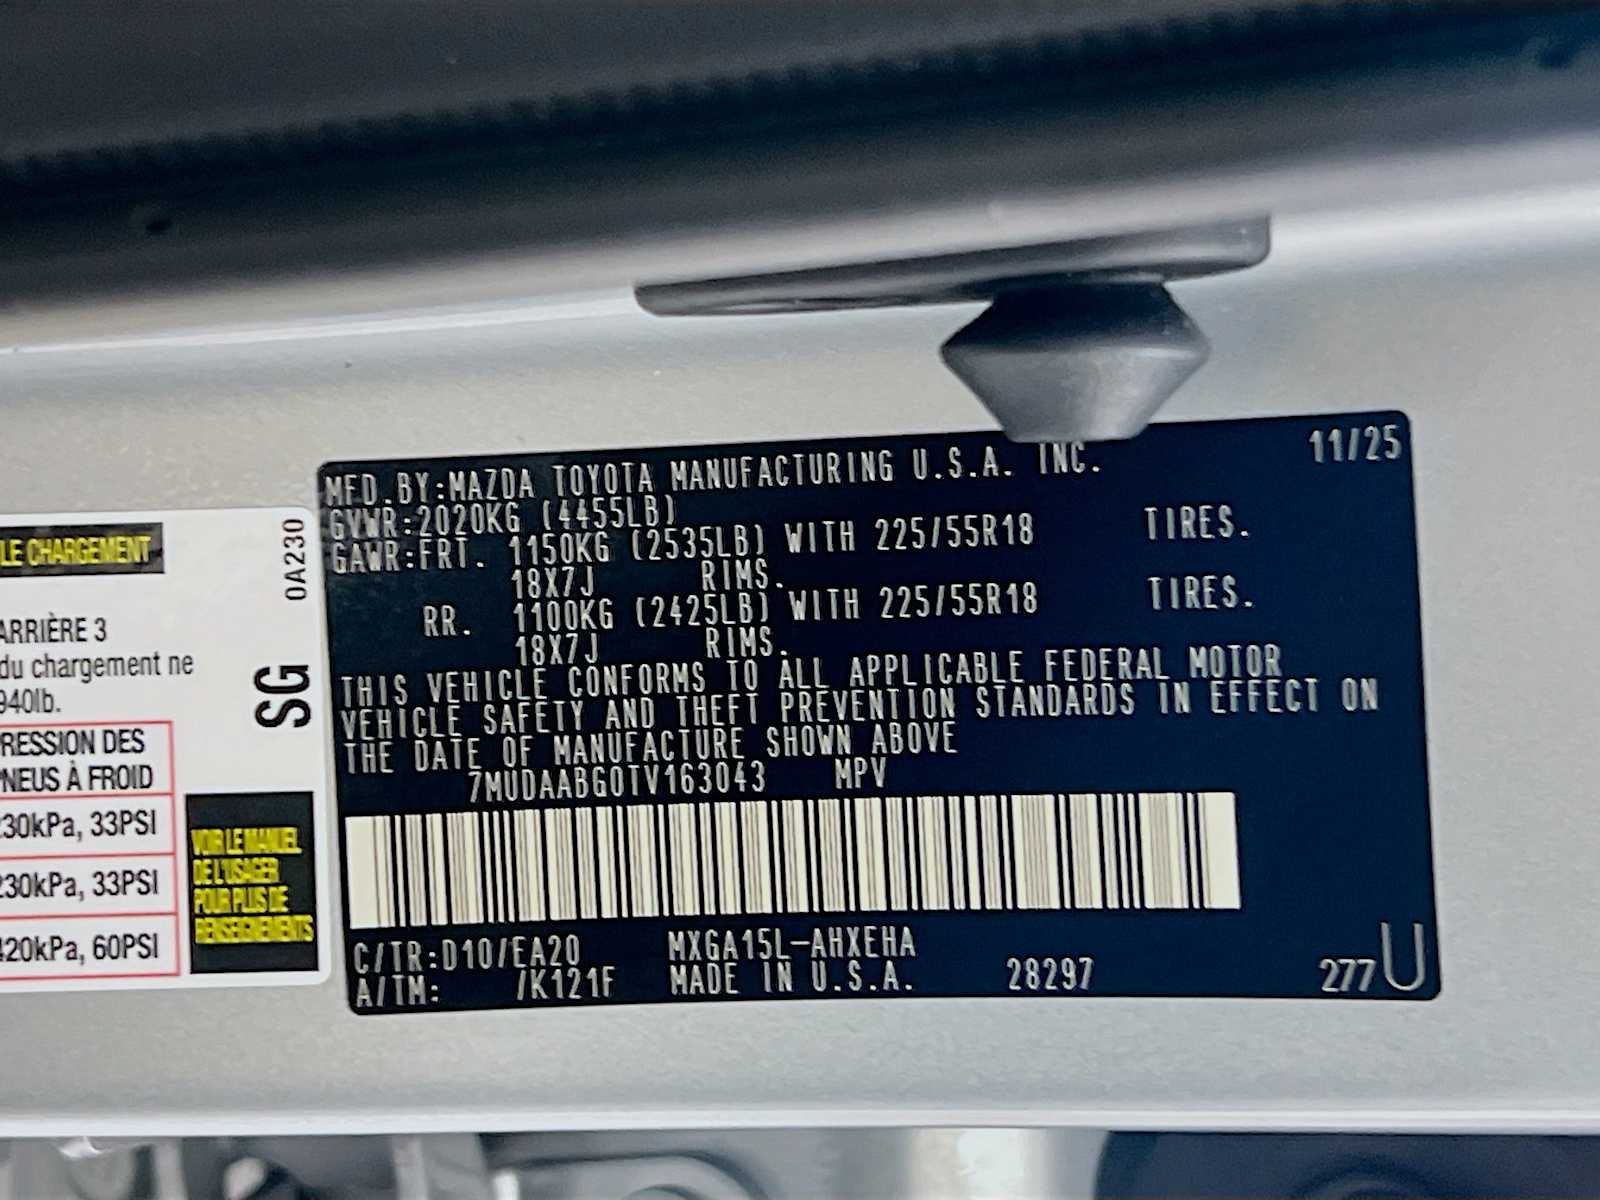 LE CHARGEMENT
ARRIÈRE 3
du chargement ne
940lb.
PRESSION DES
PNEUS À FROID
230kPa, 33PSI
230kPa, 33PSI
420kPa, 60PSI
0A230
SG
VOIR LE MANUEL
DE L'USAGER
POUR PLUS DE
RENSEIGNEMENTS
MFD.BY:MAZDA TOYOTA MANUFACTURING U.S.A. INC. 11/25
GVWR:2020KG (4455LB)
GAWR:FRT. 1150KG (2535LB) WITH 225/55R18 TIRES.
18X7J RIMS.
RR. 1100KG (2425LB) WITH 225/55R18 TIRES.
18X7J RIMS.
THIS VEHICLE CONFORMS TO ALL APPLICABLE FEDERAL MOTOR
VEHICLE SAFETY AND THEFT PREVENTION STANDARDS IN EFFECT ON
THE DATE OF MANUFACTURE SHOWN ABOVE
7MUDAABG0TV163043 MPV
C/TR:D10/EA20 MXGA15L-AHXEHA
A/TM: /K121F MADE IN U.S.A. 28297 277U